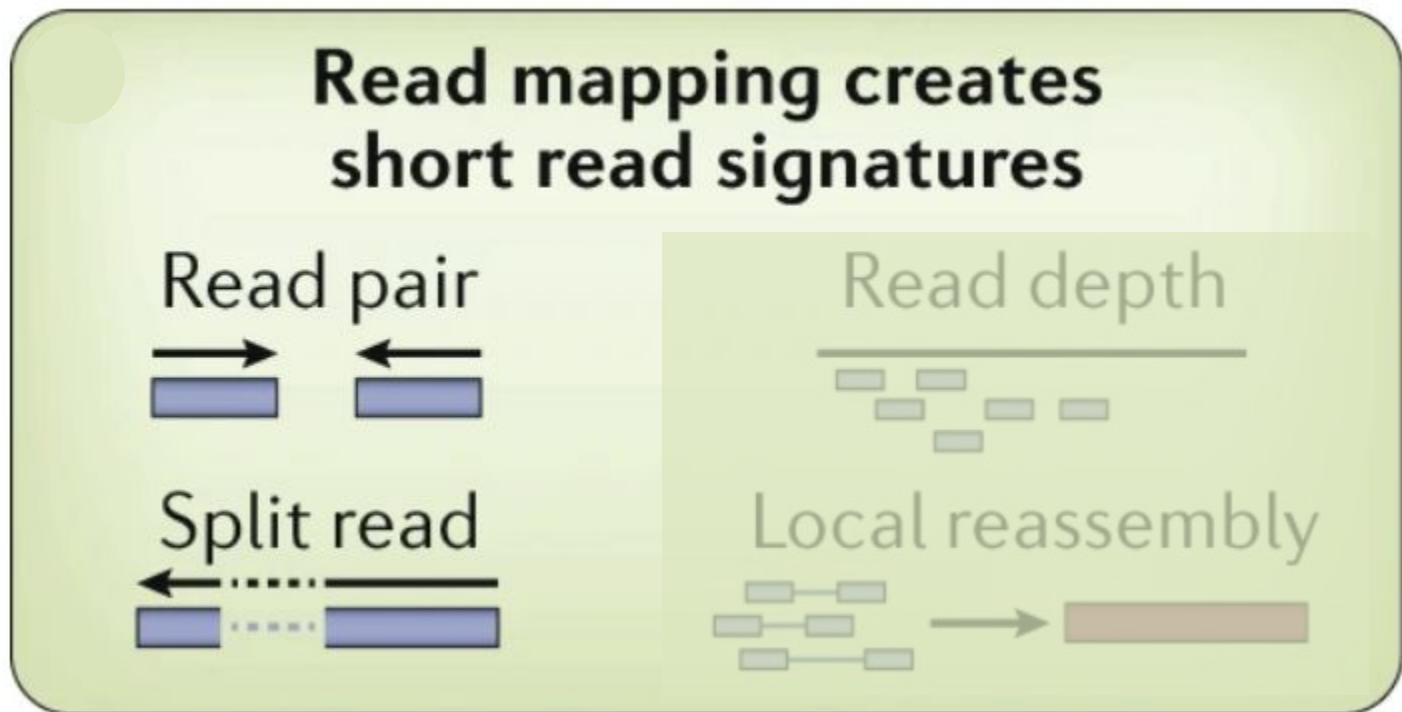 Read mapping creates
short read signatures
Read pair
Read depth
Split read
Local reassembly